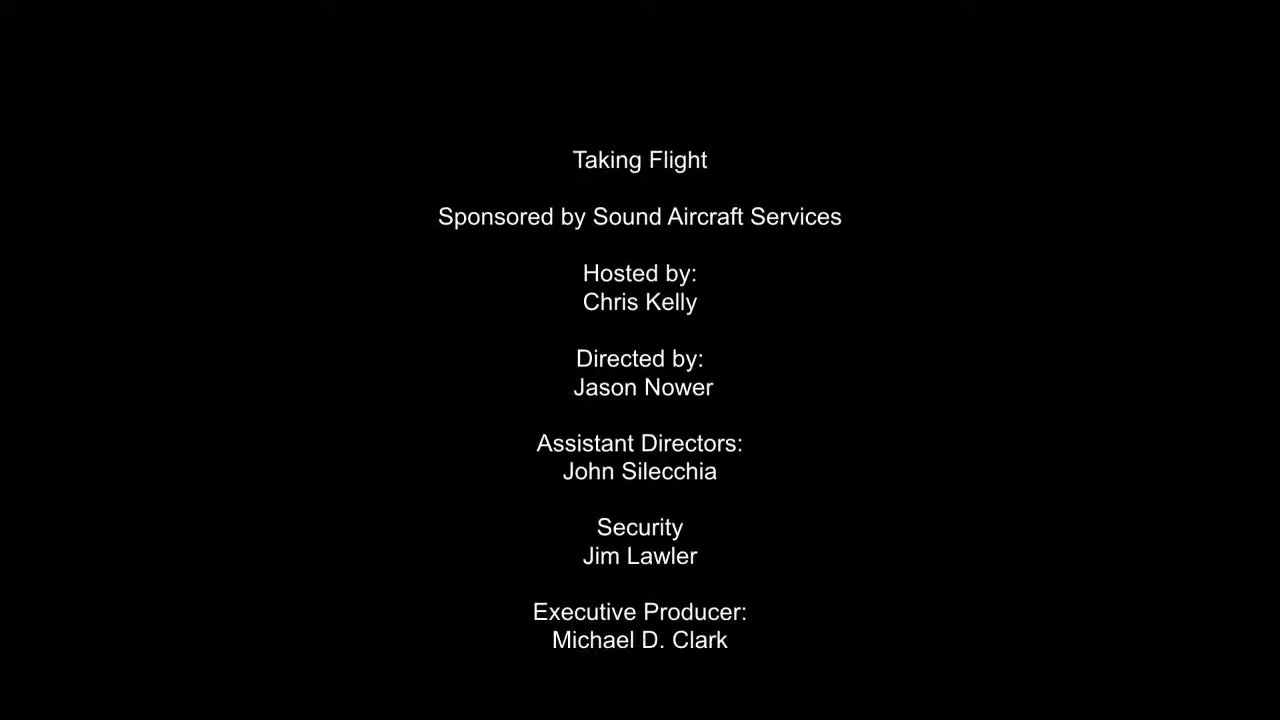 Taking Flight
Sponsored by Sound Aircraft Services
Hosted by:
Chris Kelly
Directed by:
Jason Nower
Assistant Directors:
John Silecchia
Security
Jim Lawler
Executive Producer:
Michael D. Clark